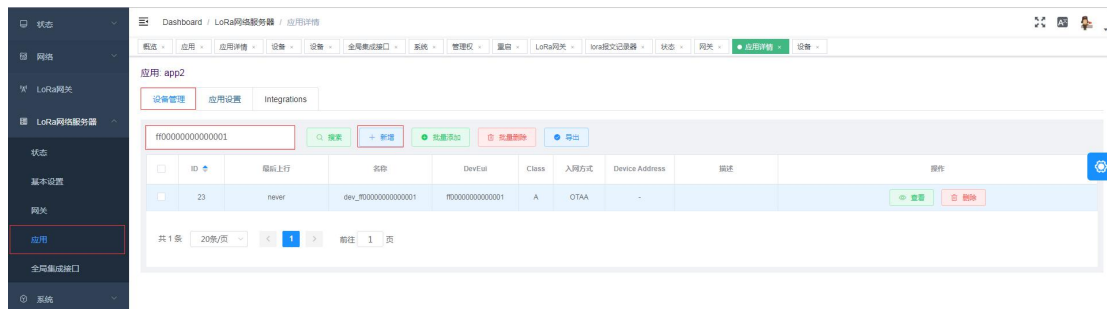 状态
网络
LoRa网关
LoRa网络服务器
状态
基本设置
网关
应用
全局集成接口
系统
Dashboard / LoRa网络服务器 / 应用详情
概览 × 应用 × 应用详情 × 设备 × 设备 × 全局集成接口 × 系统 × 管理权 × 重启 × LoRa网关 × lora报文记录器 × 状态 × 网关 × 应用详情 × 设备 ×
应用: app2
设备管理 应用设置 Integrations
ff00000000000001 搜索 + 新增 批量添加 批量删除 导出
ID 最后上行 名称 DevEui Class 入网方式 Device Address 描述 操作
23 never dev_ff00000000000001 ff00000000000001 A OTAA - 查看 删除
共 1 条 20条/页 < 1 > 前往 1 页